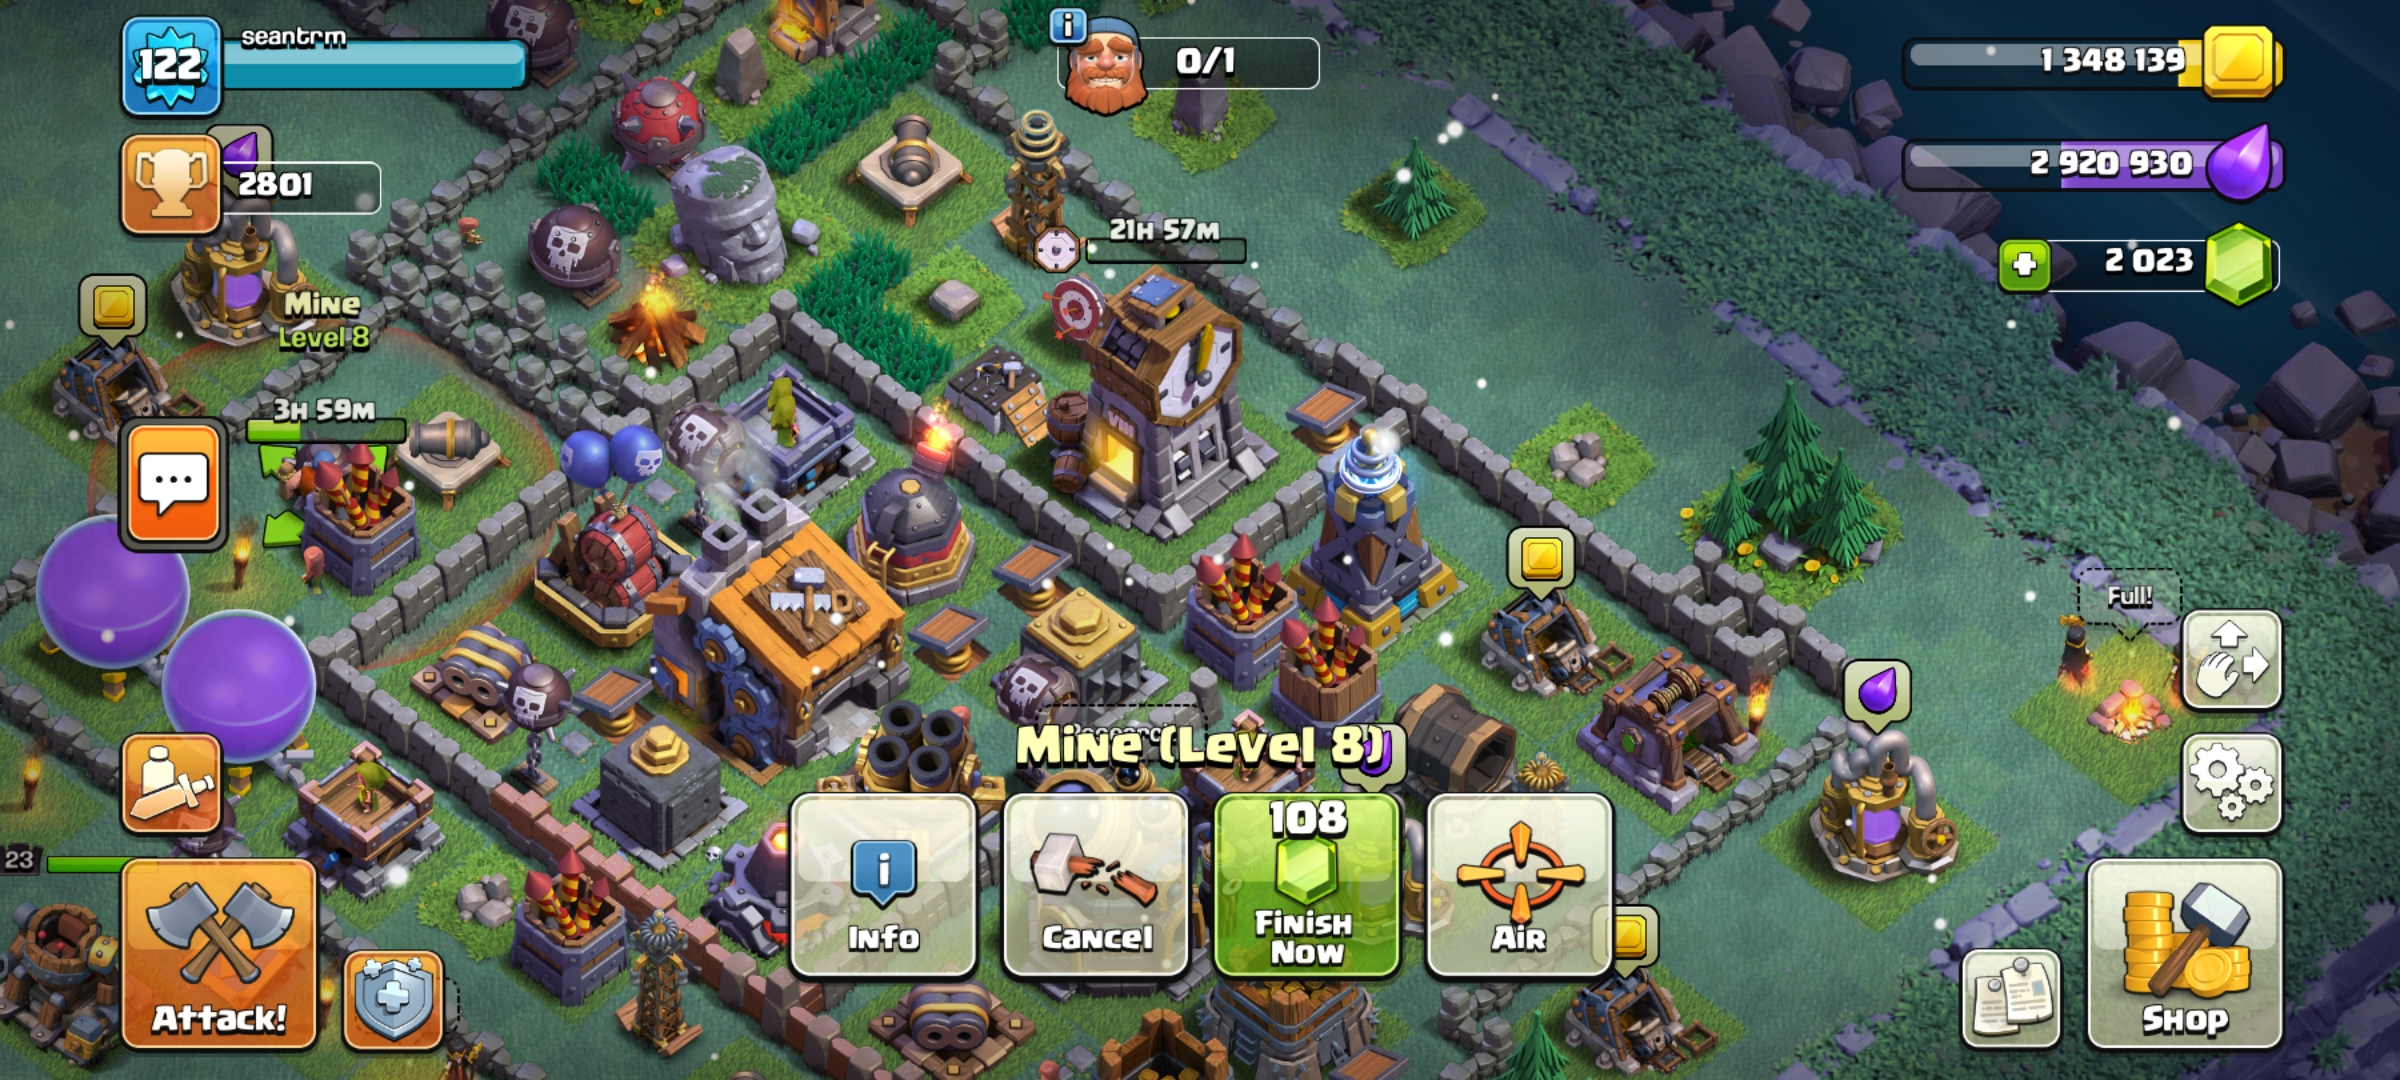 122
seantrm
0/1
1 348 139
2801
2 920 930
21H 57M
2 023
Mine
Level 8
3H 59M
VIII
Full!
Mine (Level 8)
108
Info
Cancel
Finish
Now
Air
23
Attack!
Shop